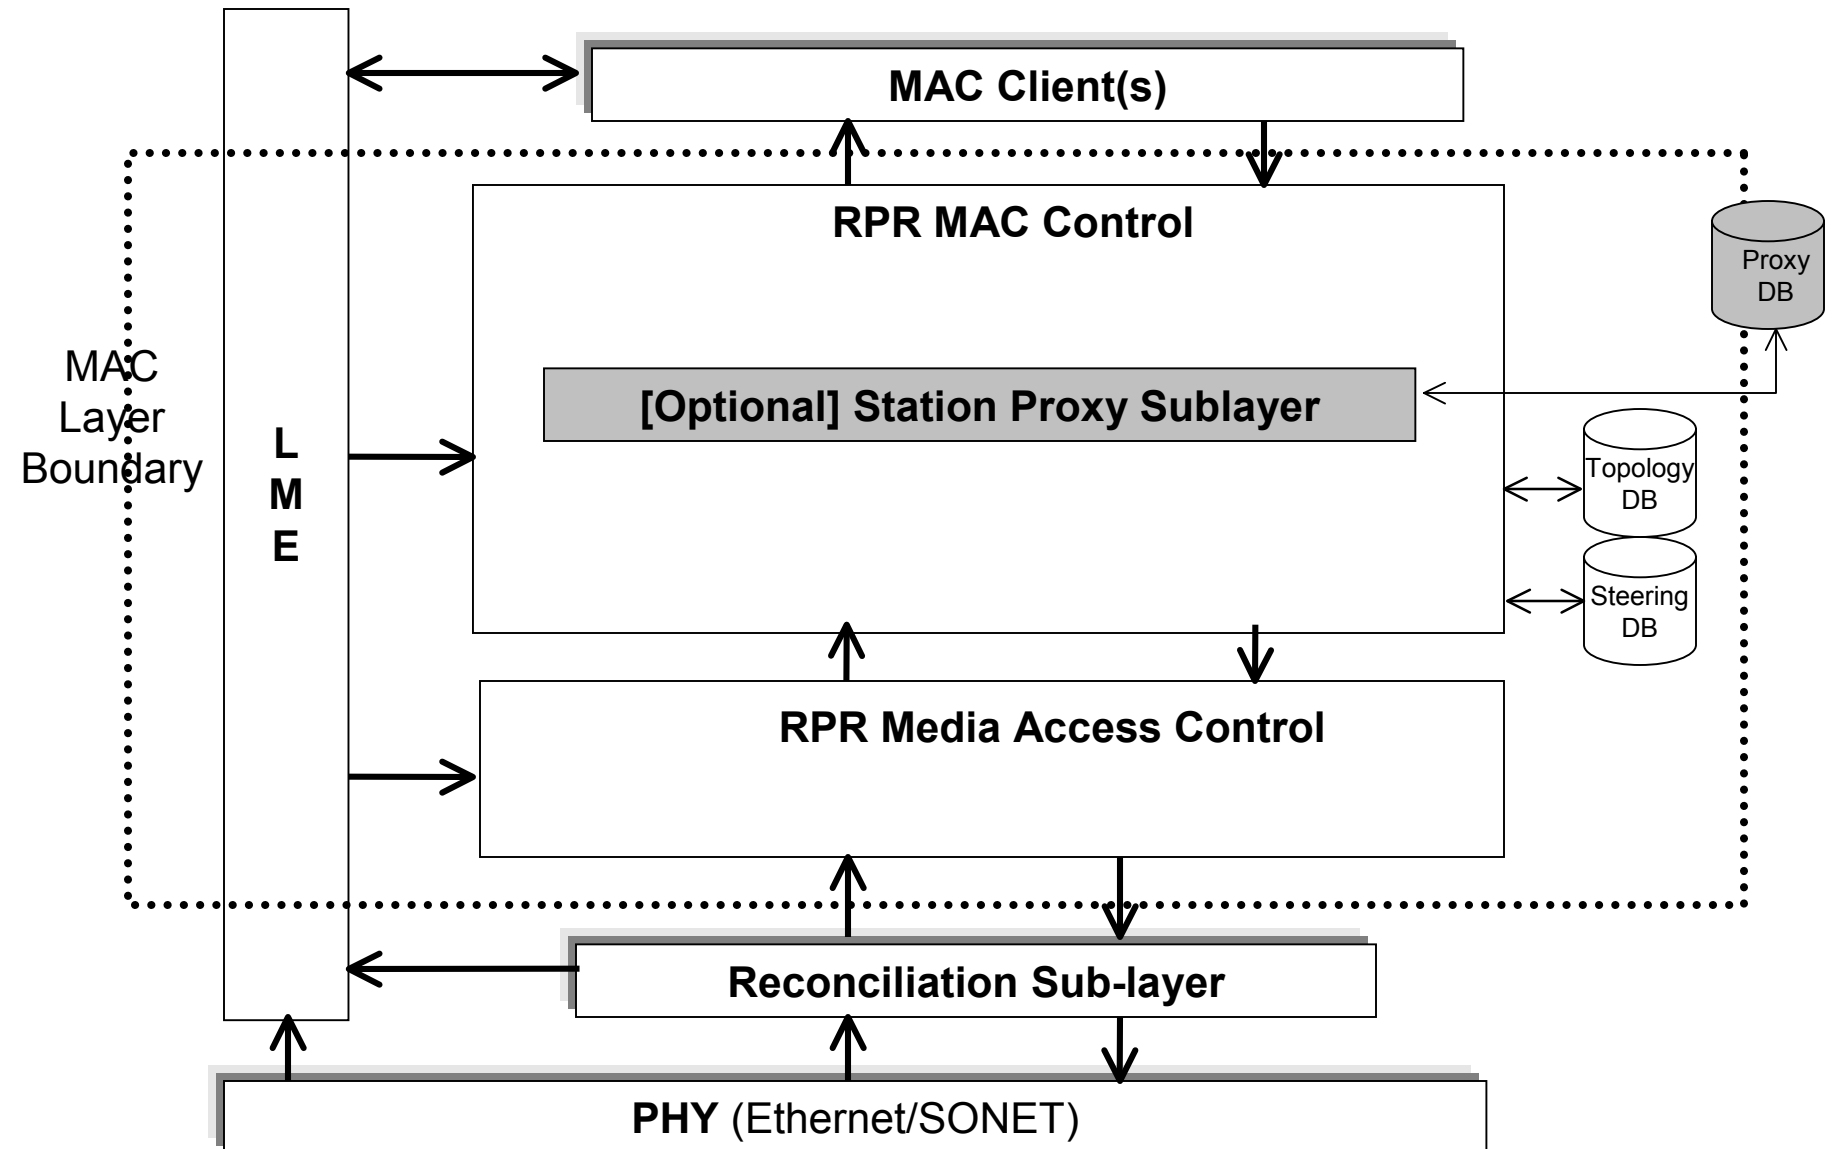 MAC Client(s)
RPR MAC Control
Proxy
DB
MAC
Layer
Boundary
[Optional] Station Proxy Sublayer
L
M
E
Topology
DB
Steering
DB
RPR Media Access Control
Reconciliation Sub-layer
PHY (Ethernet/SONET)